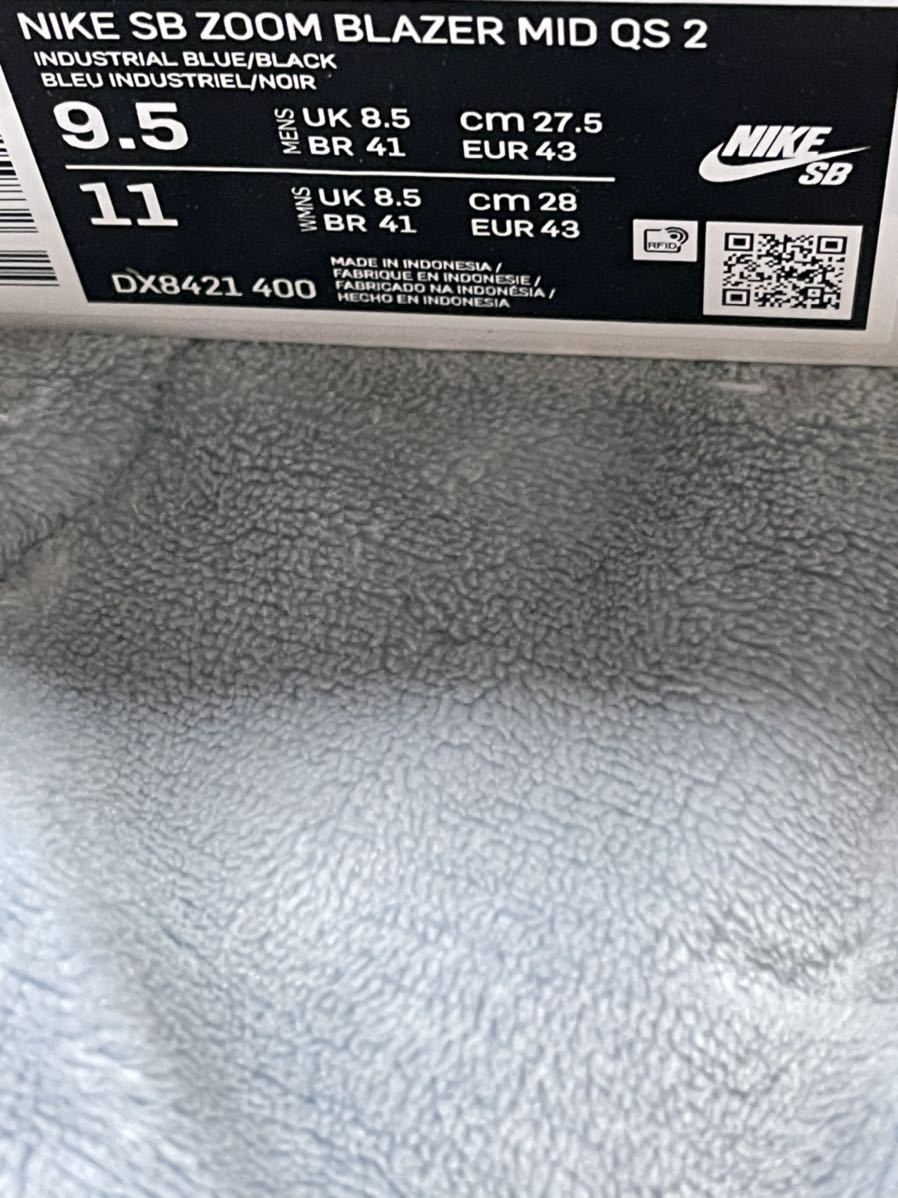 NIKE SB ZOOM BLAZER MID QS 2
INDUSTRIAL BLUE/BLACK
BLEU INDUSTRIEL/NOIR
9.5 MENS UK 8.5 cm 27.5
BR 41 EUR 43
11 WMNS UK 8.5 cm 28
BR 41 EUR 43
NIKE
SB
RFID
DX8421 400
MADE IN INDONESIA /
FABRIQUE EN INDONESIE /
FABRICADO NA INDONÉSIA /
HECHO EN INDONESIA